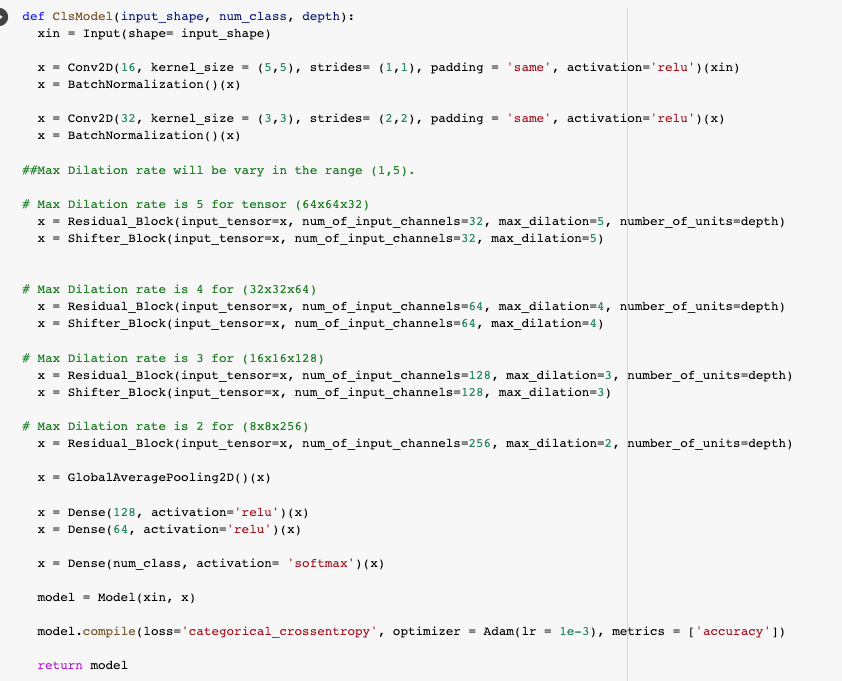 def ClsModel(input_shape, num_class, depth):
  xin = Input(shape= input_shape)

  x = Conv2D(16, kernel_size = (5,5), strides= (1,1), padding = 'same', activation='relu')(xin)
  x = BatchNormalization()(x)

  x = Conv2D(32, kernel_size = (3,3), strides= (2,2), padding = 'same', activation='relu')(x)
  x = BatchNormalization()(x)

##Max Dilation rate will be vary in the range (1,5).

# Max Dilation rate is 5 for tensor (64x64x32)
  x = Residual_Block(input_tensor=x, num_of_input_channels=32, max_dilation=5, number_of_units=depth)
  x = Shifter_Block(input_tensor=x, num_of_input_channels=32, max_dilation=5)


# Max Dilation rate is 4 for (32x32x64)
  x = Residual_Block(input_tensor=x, num_of_input_channels=64, max_dilation=4, number_of_units=depth)
  x = Shifter_Block(input_tensor=x, num_of_input_channels=64, max_dilation=4)

# Max Dilation rate is 3 for (16x16x128)
  x = Residual_Block(input_tensor=x, num_of_input_channels=128, max_dilation=3, number_of_units=depth)
  x = Shifter_Block(input_tensor=x, num_of_input_channels=128, max_dilation=3)

# Max Dilation rate is 2 for (8x8x256)
  x = Residual_Block(input_tensor=x, num_of_input_channels=256, max_dilation=2, number_of_units=depth)

  x = GlobalAveragePooling2D()(x)

  x = Dense(128, activation='relu')(x)
  x = Dense(64, activation='relu')(x)

  x = Dense(num_class, activation= 'softmax')(x)

  model = Model(xin, x)

  model.compile(loss='categorical_crossentropy', optimizer = Adam(lr = 1e-3), metrics = ['accuracy'])

  return model